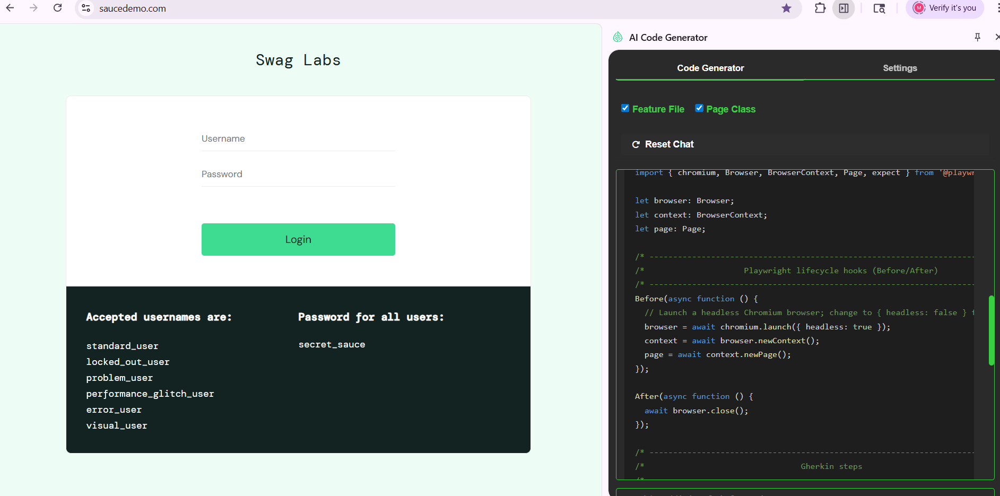 saucedemo.com
M
Verify it's you
Swag Labs
Username
Password
Login
Accepted usernames are:
standard_user
locked_out_user
problem_user
performance_glitch_user
error_user
visual_user
Password for all users:
secret_sauce
AI Code Generator
Code Generator
Settings
Feature File
Page Class
Reset Chat
import { chromium, Browser, BrowserContext, Page, expect } from '@playwr
let browser: Browser;
let context: BrowserContext;
let page: Page;
/* ---------------------------------------------------------------------
/* Playwright lifecycle hooks (Before/After)
/* ---------------------------------------------------------------------
Before(async function () {
// Launch a headless Chromium browser; change to { headless: false }
browser = await chromium.launch({ headless: true });
context = await browser.newContext();
page = await context.newPage();
});
After(async function () {
await browser.close();
});
/* ---------------------------------------------------------------------
/* Gherkin steps
/*